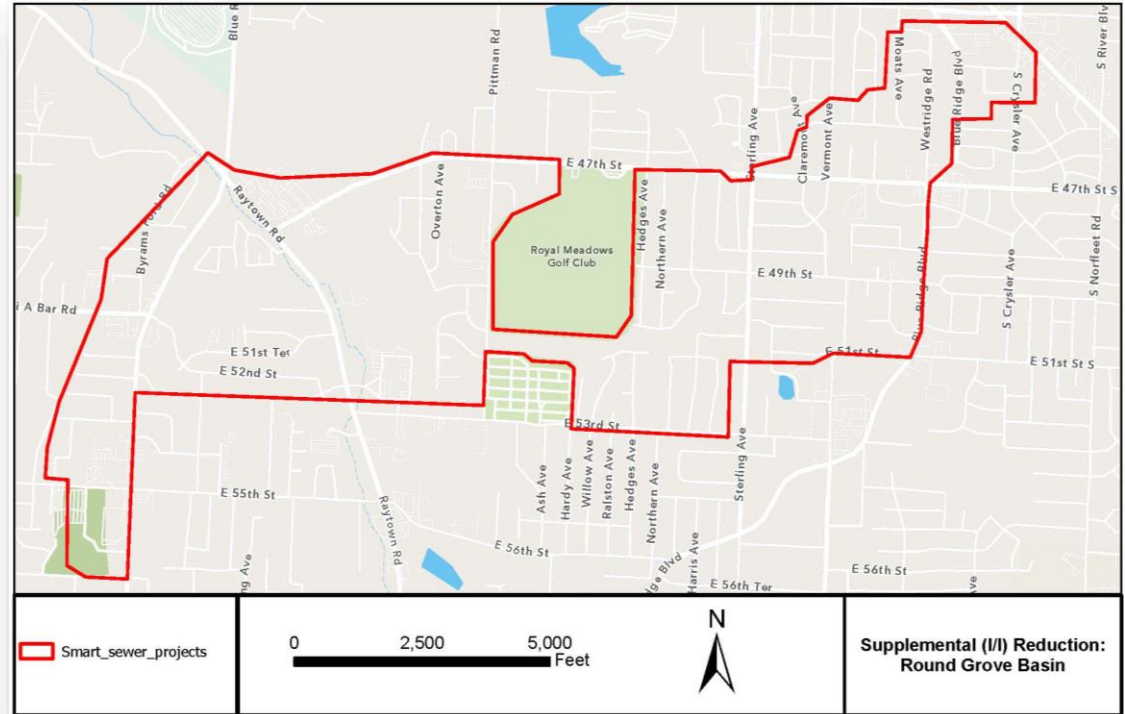 Blue R
Pittman Rd
S River Blv
Moats Ave
Westridge Rd
Blue Ridge Blvd
S Crysler Ave
Sterling Ave
Claremont Ave
Vermont Ave
E 47th St
E 47th St S
Byrams Ford Rd
Raytown Rd
Overton Ave
Hedges Ave
Northern Ave
Royal Meadows
Golf Club
E 49th St
S Crysler Ave
S Norfleet Rd
i A Bar Rd
Blue Ridge Blvd
E 51st Ter
E 52nd St
E 51st St
E 51st St S
E 53rd St
Ash Ave
Hardy Ave
Willow Ave
Ralston Ave
Hedges Ave
Northern Ave
Sterling Ave
E 55th St
Raytown Rd
E 56th St
ng Ave
dge Blvd
Harris Ave
E 56th Ter
E 56th St
Ave
Smart_sewer_projects
0 2,500 5,000
Feet
N
Supplemental (I/I) Reduction:
Round Grove Basin